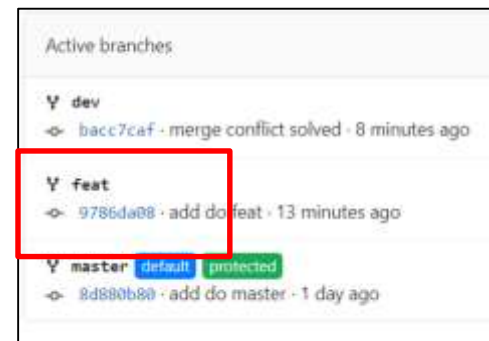 Active branches
dev
bacc7caf · merge conflict solved · 8 minutes ago
feat
9786da08 · add do feat · 13 minutes ago
master default protected
8d880b80 · add do master · 1 day ago